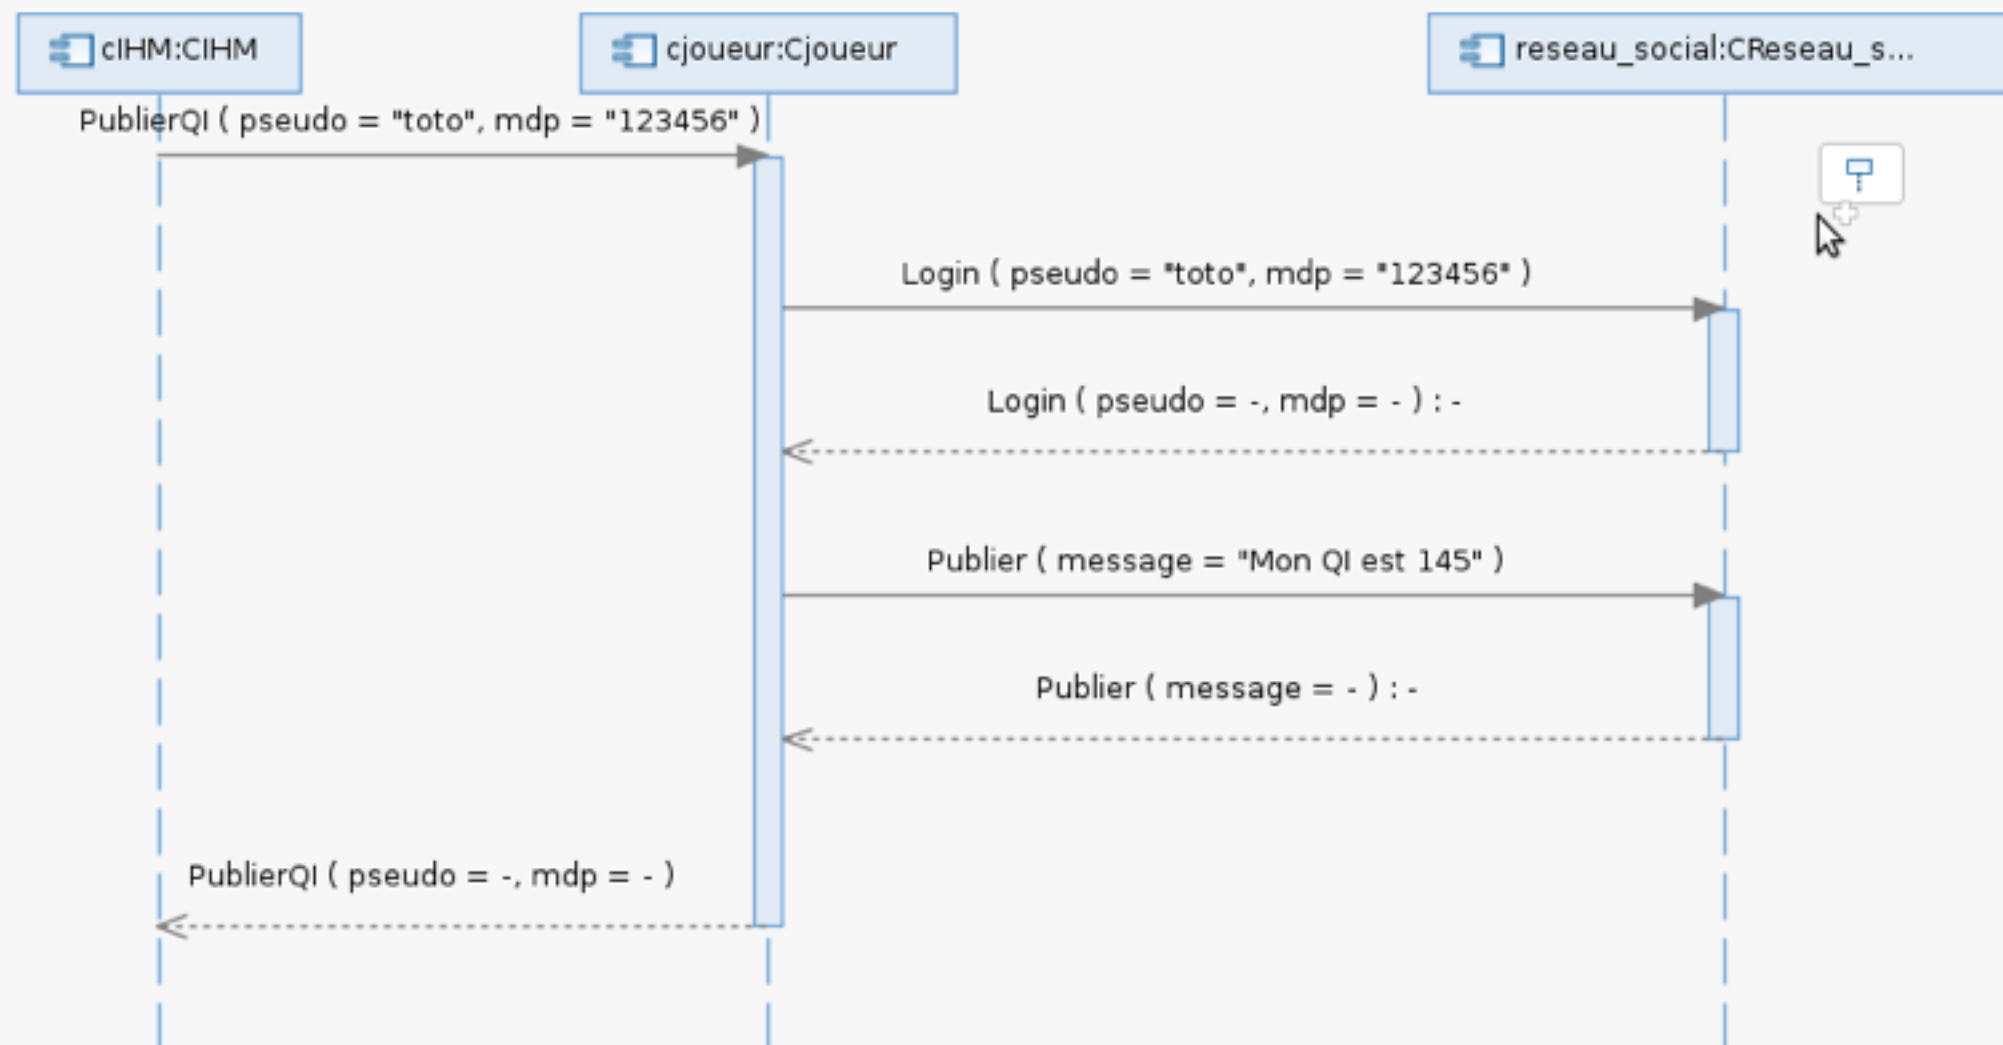 cIHM:CIHM
cjoueur:Cjoueur
reseau_social:CReseau_s...
PublierQI ( pseudo = "toto", mdp = "123456" )
Login ( pseudo = "toto", mdp = "123456" )
Login ( pseudo = -, mdp = - ) : -
Publier ( message = "Mon QI est 145" )
Publier ( message = - ) : -
PublierQI ( pseudo = -, mdp = - )